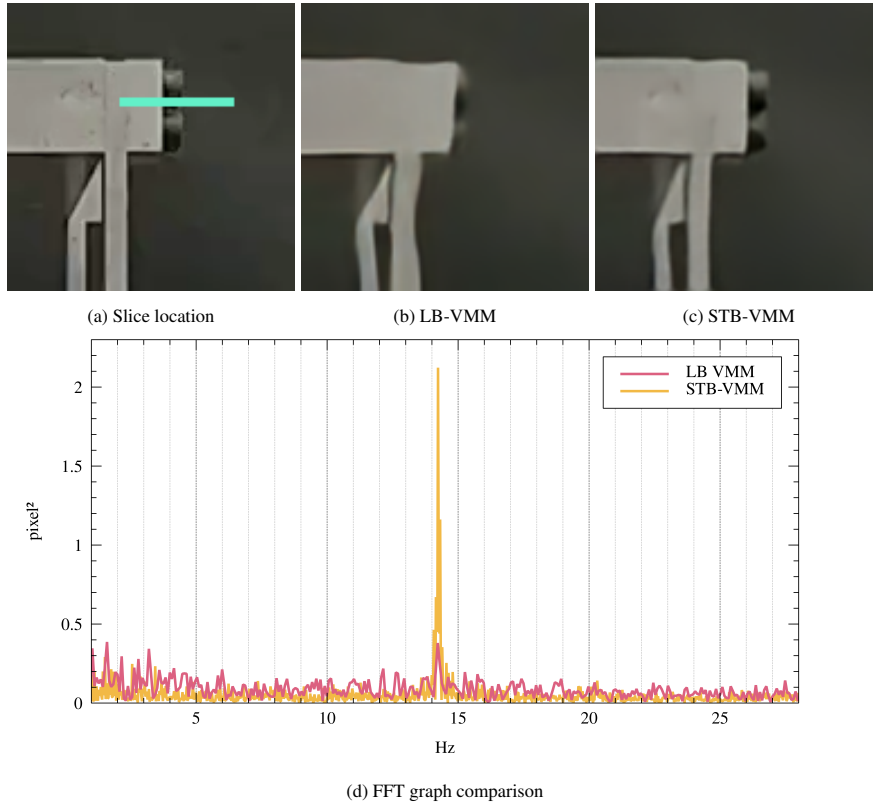 (a) Slice location
(b) LB-VMM
(c) STB-VMM
LB VMM
STB-VMM
2
1.5
1
0.5
0
pixel²
5
10
15
20
25
Hz
(d) FFT graph comparison